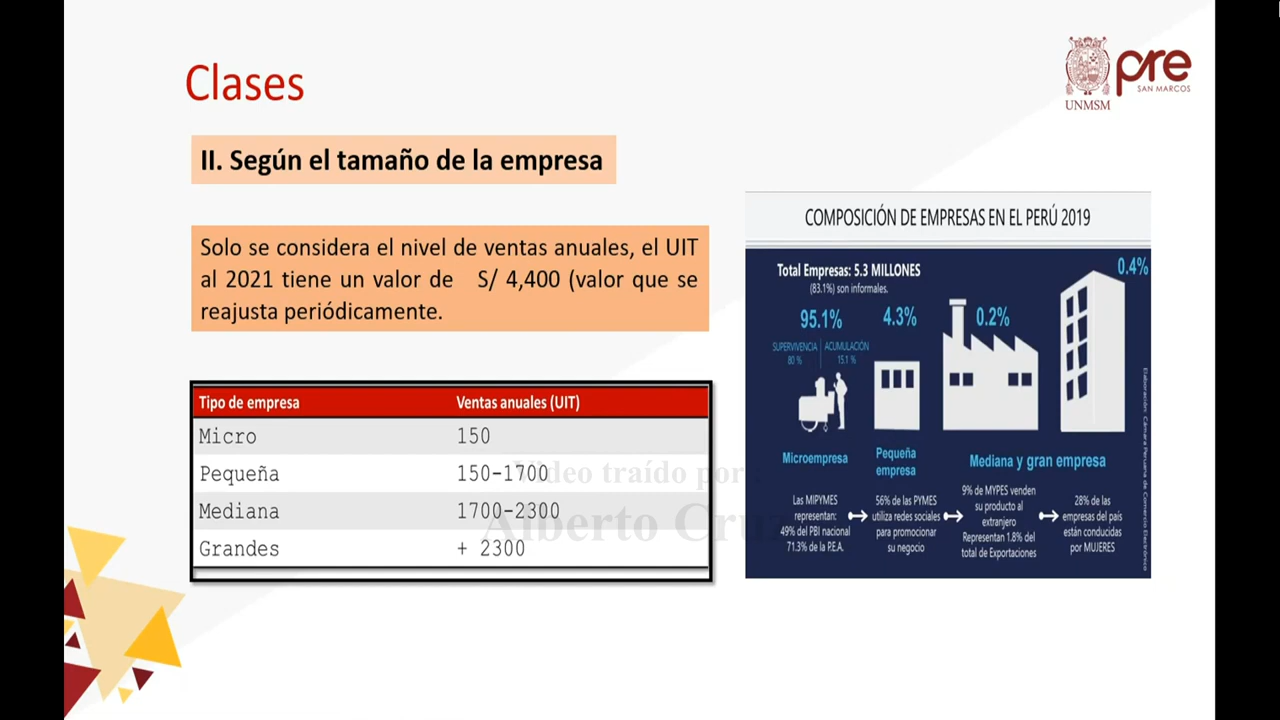 Clases
UNMSM
pre
SAN MARCOS
II. Según el tamaño de la empresa
Solo se considera el nivel de ventas anuales, el UIT
al 2021 tiene un valor de S/ 4,400 (valor que se
reajusta periódicamente.
Tipo de empresa Ventas anuales (UIT)
Micro 150
Pequeña 150-1700
Mediana 1700-2300
Grandes + 2300
Video traído por :
Alberto Cruz
COMPOSICIÓN DE EMPRESAS EN EL PERÚ 2019
Total Empresas: 5.3 MILLONES
(83.1%) son informales.
95.1%
4.3%
0.2%
0.4%
SUPERVIVENCIA
80 %
ACUMULACIÓN
15.1 %
Microempresa
Pequeña
empresa
Mediana y gran empresa
Las MIPYMES
representan:
49% del PBI nacional
71.3% de la P.E.A.
56% de las PYMES
utiliza redes sociales
para promocionar
su negocio
9% de MYPES venden
su producto al
extranjero
Representan 1.8% del
total de Exportaciones
28% de las
empresas del país
están conducidas
por MUJERES
Elaboración: Cámara Peruana de Comercio Electrónico